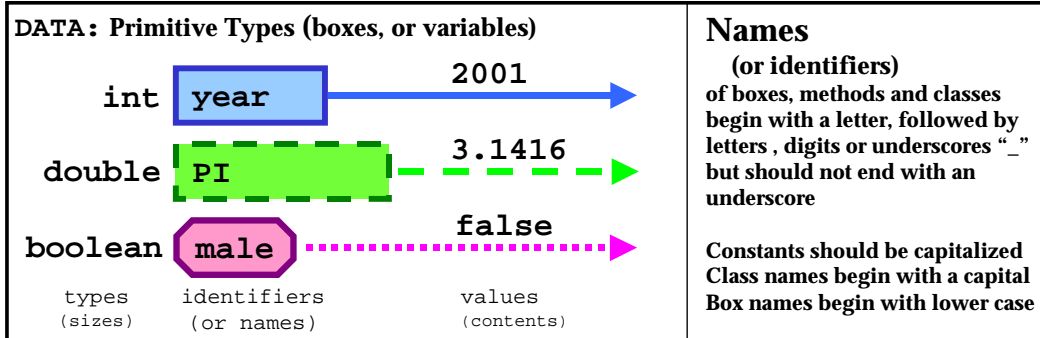 DATA: Primitive Types (boxes, or variables)
int year 2001
double PI 3.1416
boolean male false
types identifiers values
(sizes) (or names) (contents)
Names
(or identifiers)
of boxes, methods and classes
begin with a letter, followed by
letters , digits or underscores “_”
but should not end with an
underscore
Constants should be capitalized
Class names begin with a capital
Box names begin with lower case